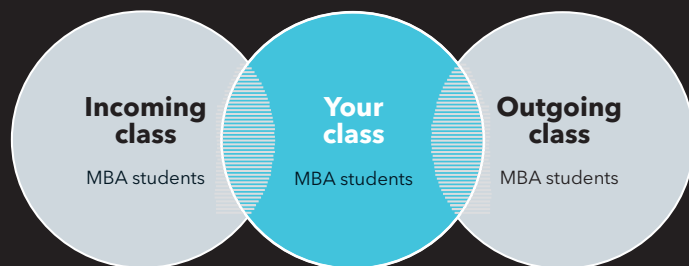 Incoming
class
MBA students
Your
class
MBA students
Outgoing
class
MBA students